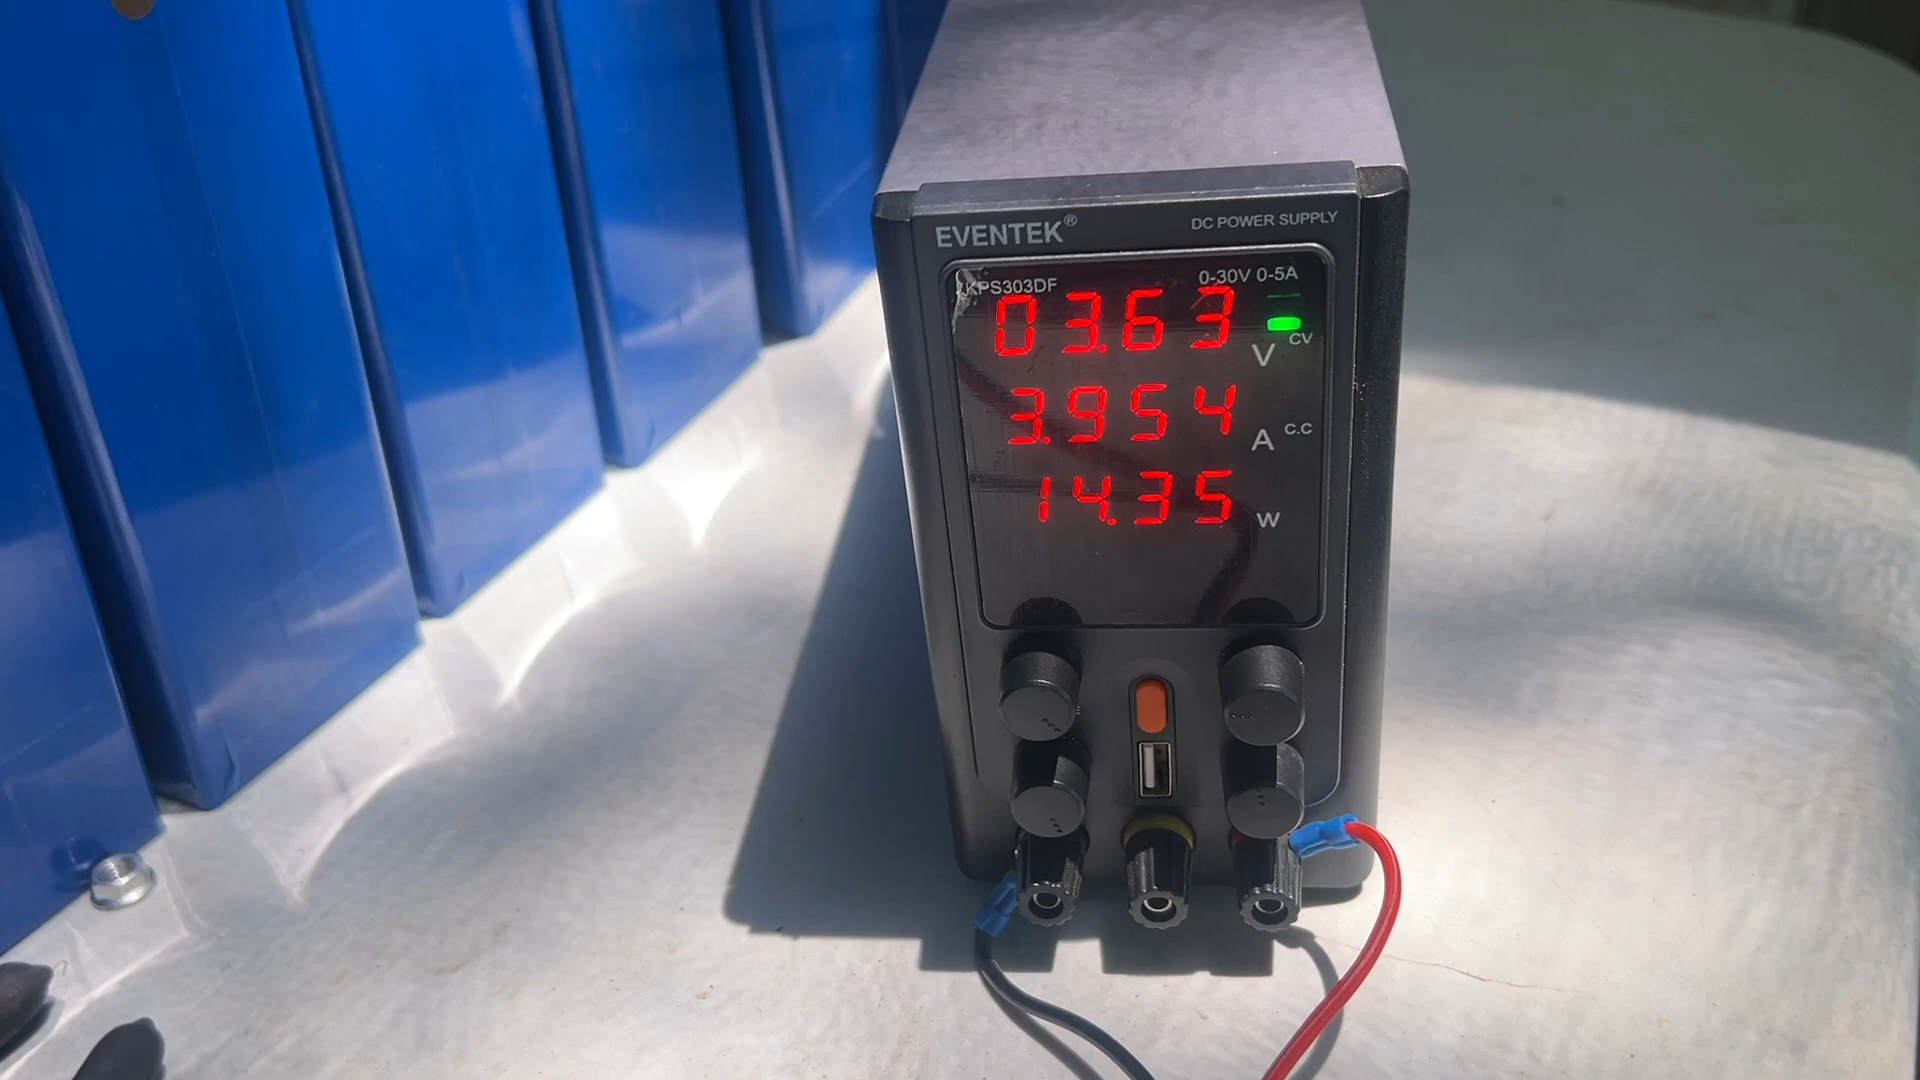 EVENTEK®
DC POWER SUPPLY
KPS303DF
0-30V 0-5A
03.63
V
CV
3.954
A
C.C
14.35
W